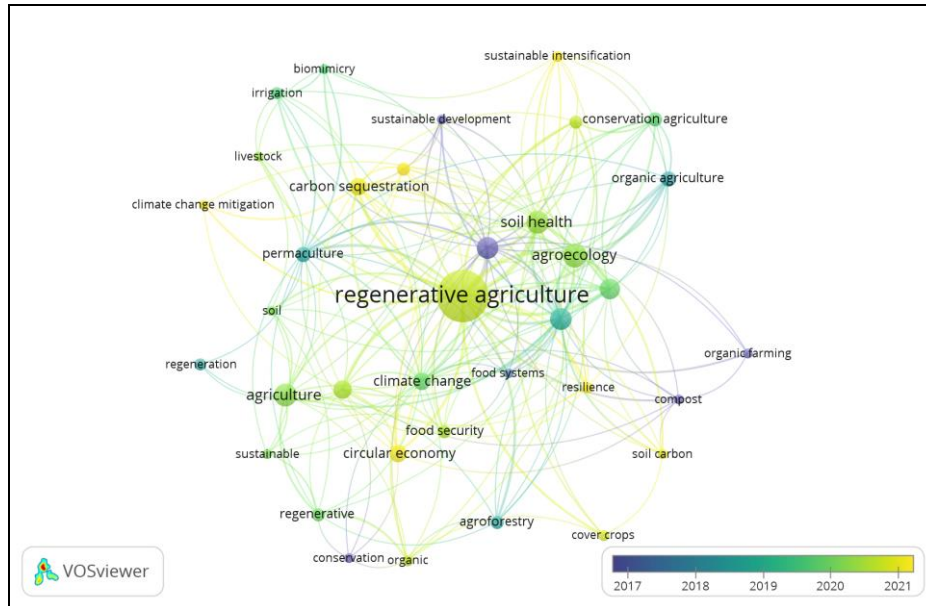 sustainable intensification
biomimicry
irrigation
sustainable development
conservation agriculture
livestock
organic agriculture
carbon sequestration
climate change mitigation
soil health
permaculture
agroecology
regenerative agriculture
soil
organic farming
regeneration
food systems
climate change
resilience
agriculture
compost
food security
circular economy
sustainable
soil carbon
regenerative
agroforestry
cover crops
conservation
organic
VOSviewer
2017 2018 2019 2020 2021